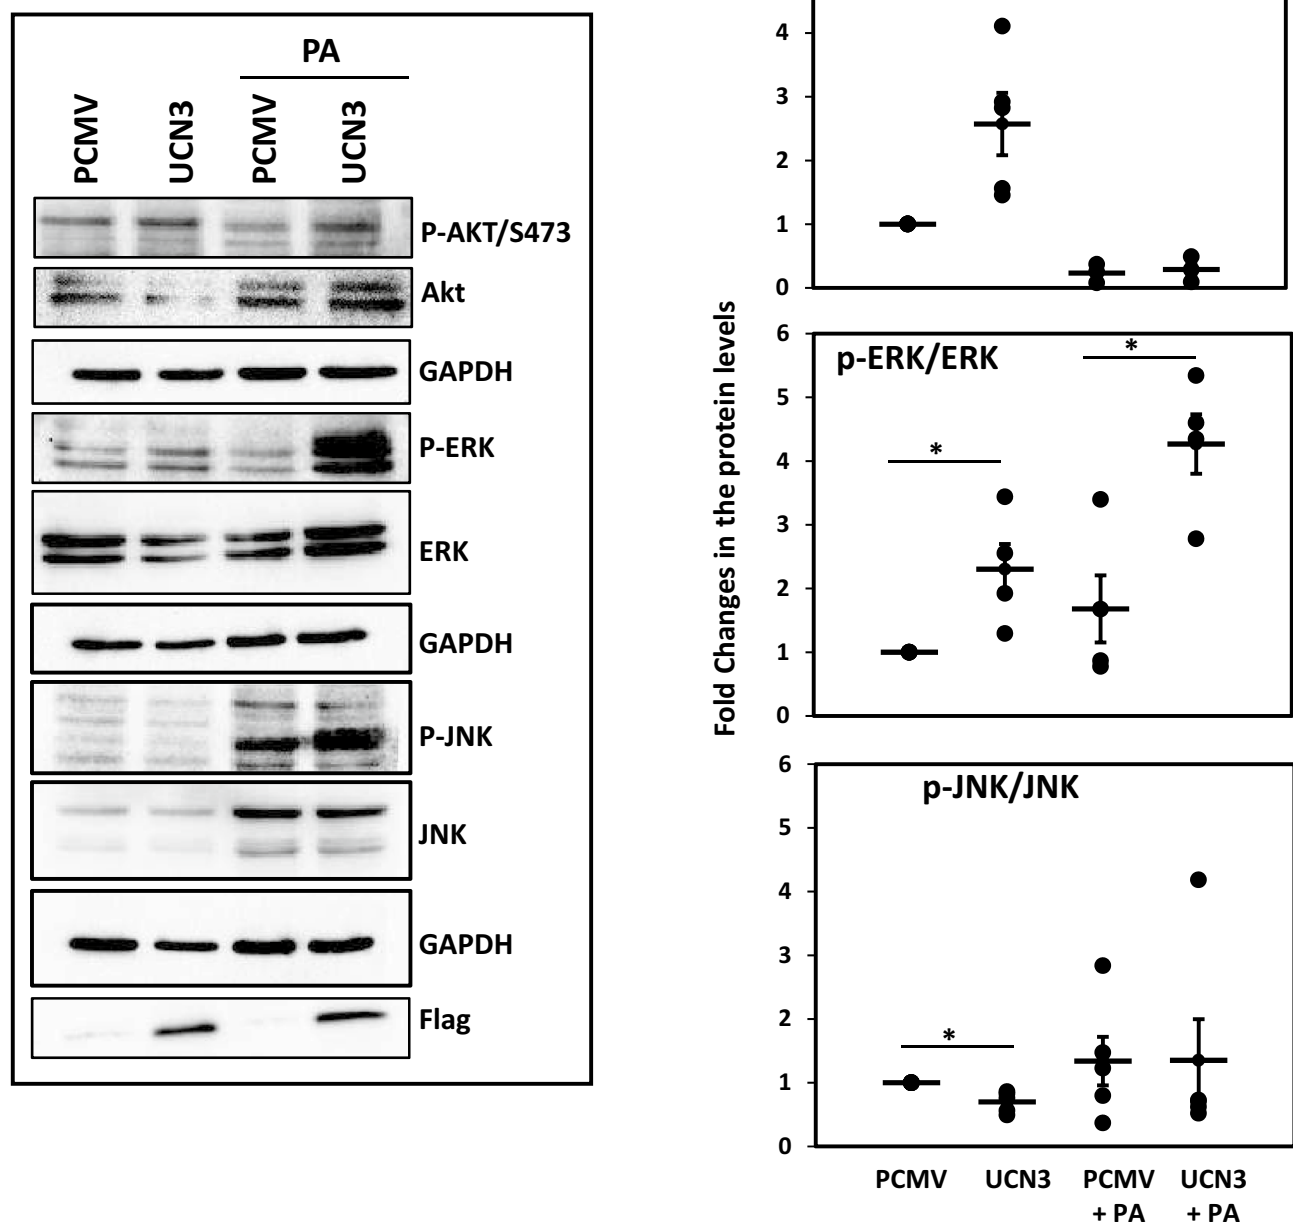 PA
PCMV
UCN3
PCMV
UCN3
P-AKT/S473
Akt
GAPDH
P-ERK
ERK
GAPDH
P-JNK
JNK
GAPDH
Flag
Fold Changes in the protein levels
4
3
2
1
0
p-ERK/ERK
*
*
6
5
4
3
2
1
0
p-JNK/JNK
*
6
5
4
3
2
1
0
PCMV
UCN3
PCMV
+ PA
UCN3
+ PA